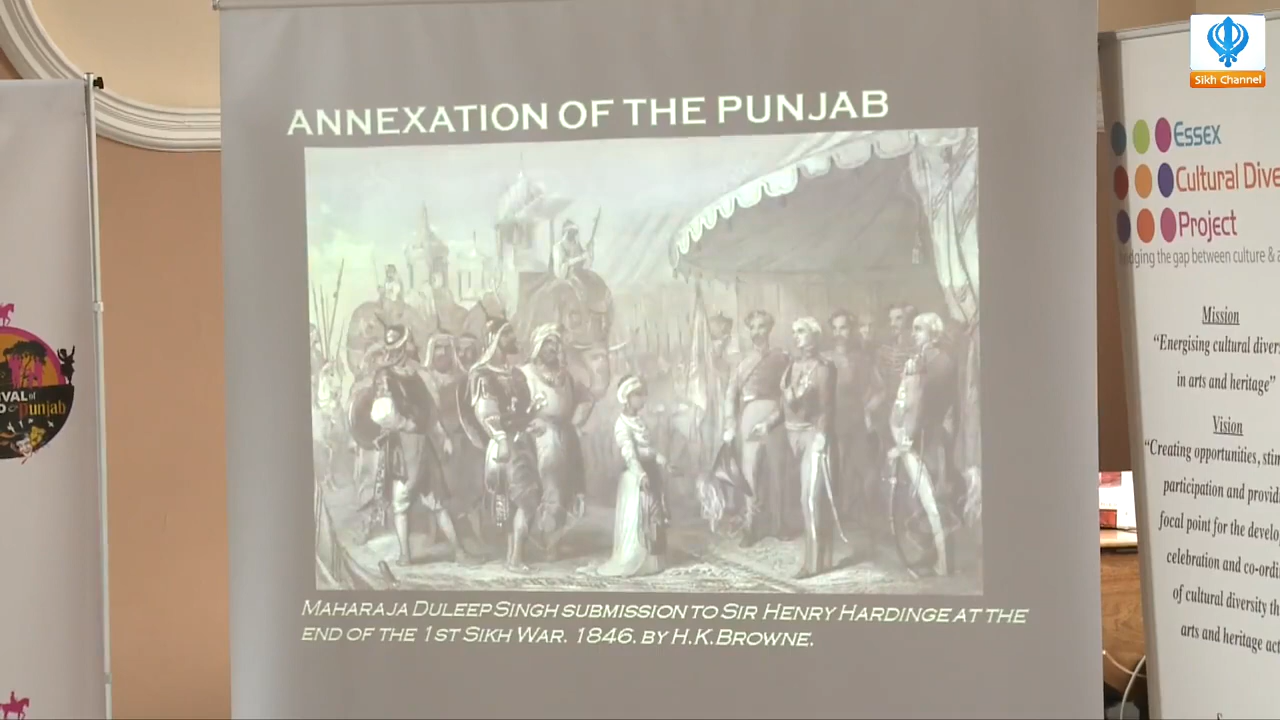 Sikh Channel
ANNEXATION OF THE PUNJAB
MAHARAJA DULEEP SINGH SUBMISSION TO SIR HENRY HARDINGE AT THE
END OF THE 1ST SIKH WAR. 1846. BY H.K.BROWNE.
punjab
ESSEX
Cultural Dive
Project
dging the gap between culture &
Mission
"Energising cultural diver
in arts and heritage"
Vision
"Creating opportunities, stim
participation and provid
focal point for the develo
celebration and co-ordi
of cultural diversity th
arts and heritage act